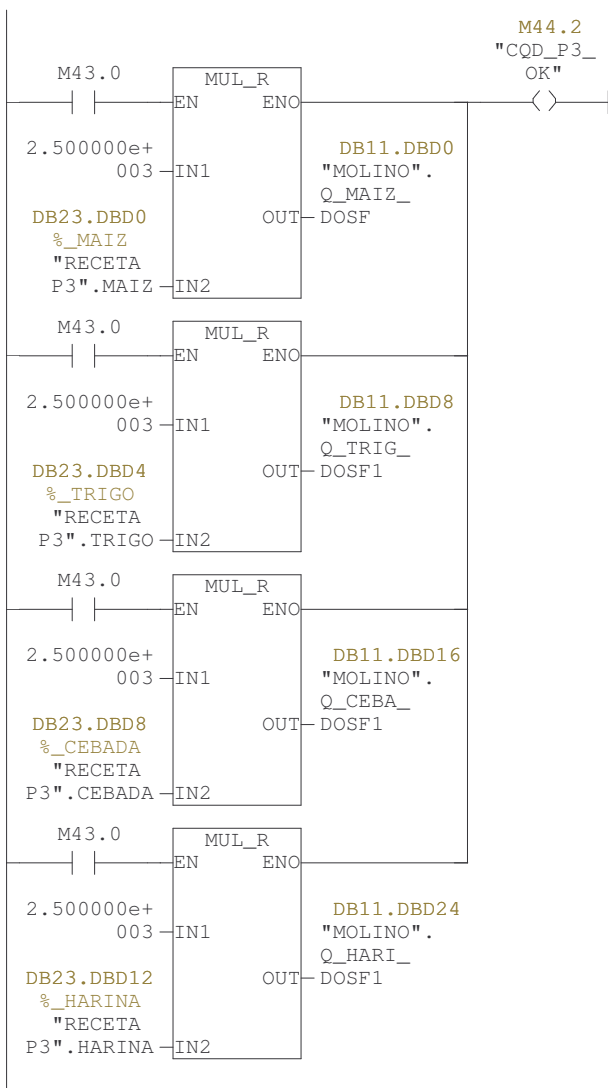 M44.2
"CQD_P3_
OK"
M43.0
MUL_R
EN ENO
2.500000e+
003 IN1
DB11.DBD0
"MOLINO".
Q_MAIZ_
OUT DOSF
DB23.DBD0
%_MAIZ
"RECETA
P3".MAIZ IN2
M43.0
MUL_R
EN ENO
2.500000e+
003 IN1
DB11.DBD8
"MOLINO".
Q_TRIG_
OUT DOSF1
DB23.DBD4
%_TRIGO
"RECETA
P3".TRIGO IN2
M43.0
MUL_R
EN ENO
2.500000e+
003 IN1
DB11.DBD16
"MOLINO".
Q_CEBA_
OUT DOSF1
DB23.DBD8
%_CEBADA
"RECETA
P3".CEBADA IN2
M43.0
MUL_R
EN ENO
2.500000e+
003 IN1
DB11.DBD24
"MOLINO".
Q_HARI_
OUT DOSF1
DB23.DBD12
%_HARINA
"RECETA
P3".HARINA IN2